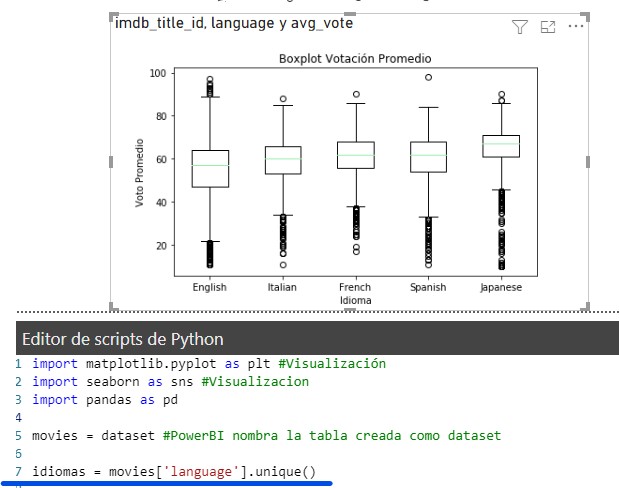 imdb_title_id, language y avg_vote
Boxplot Votación Promedio
100
80
60
40
20
Voto Promedio
English Italian French Spanish Japanese
Idioma
Editor de scripts de Python
1 import matplotlib.pyplot as plt #Visualización
2 import seaborn as sns #Visualizacion
3 import pandas as pd
4
5 movies = dataset #PowerBI nombra la tabla creada como dataset
6
7 idiomas = movies['language'].unique()